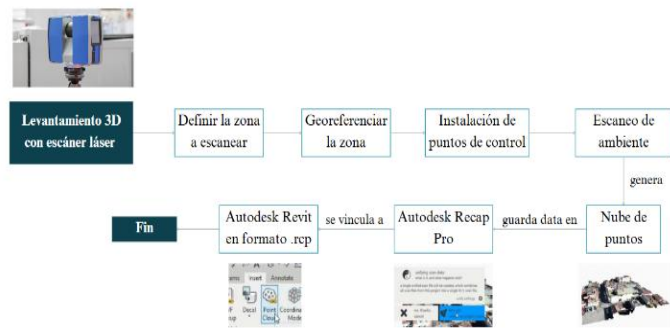 Levantamiento 3D
con escáner láser
Definir la zona
a escanear
Georeferenciar
la zona
Instalación de
puntos de control
Escaneo de
ambiente
genera
Fin
Autodesk Revit
en formato .rcp
se vincula a
Autodesk Recap
Pro
guarda data en
Nube de
puntos
Annotate
Decal
Point
Cloud